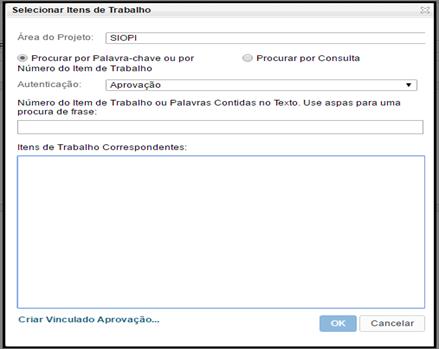 Selecionar Itens de Trabalho
Área do Projeto: SIOPI
Procurar por Palavra-chave ou por Número do Item de Trabalho
Procurar por Consulta
Autenticação: Aprovação
Número do Item de Trabalho ou Palavras Contidas no Texto. Use aspas para uma
procura de frase:
Itens de Trabalho Correspondentes:
Criar Vinculado Aprovação...
OK Cancelar